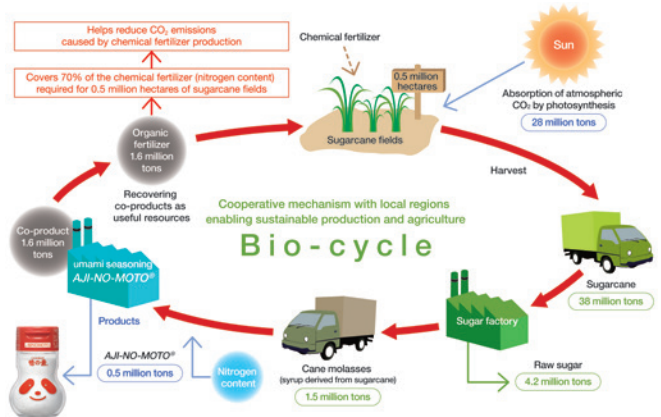 Helps reduce CO₂ emissions
caused by chemical fertilizer production
Covers 70% of the chemical fertilizer (nitrogen content)
required for 0.5 million hectares of sugarcane fields
Chemical fertilizer
0.5 million
hectares
Sugarcane fields
Sun
Absorption of atmospheric
CO₂ by photosynthesis
28 million tons
Organic
fertilizer
1.6 million
tons
Recovering
co-products as
useful resources
Harvest
Cooperative mechanism with local regions
enabling sustainable production and agriculture
Bio-cycle
Co-product
1.6 million
tons
umami seasoning
AJI-NO-MOTO®
Products
AJI-NO-MOTO®
0.5 million tons
Nitrogen
content
Cane molasses
(syrup derived from sugarcane)
1.5 million tons
Sugar factory
Raw sugar
4.2 million tons
Sugarcane
38 million tons